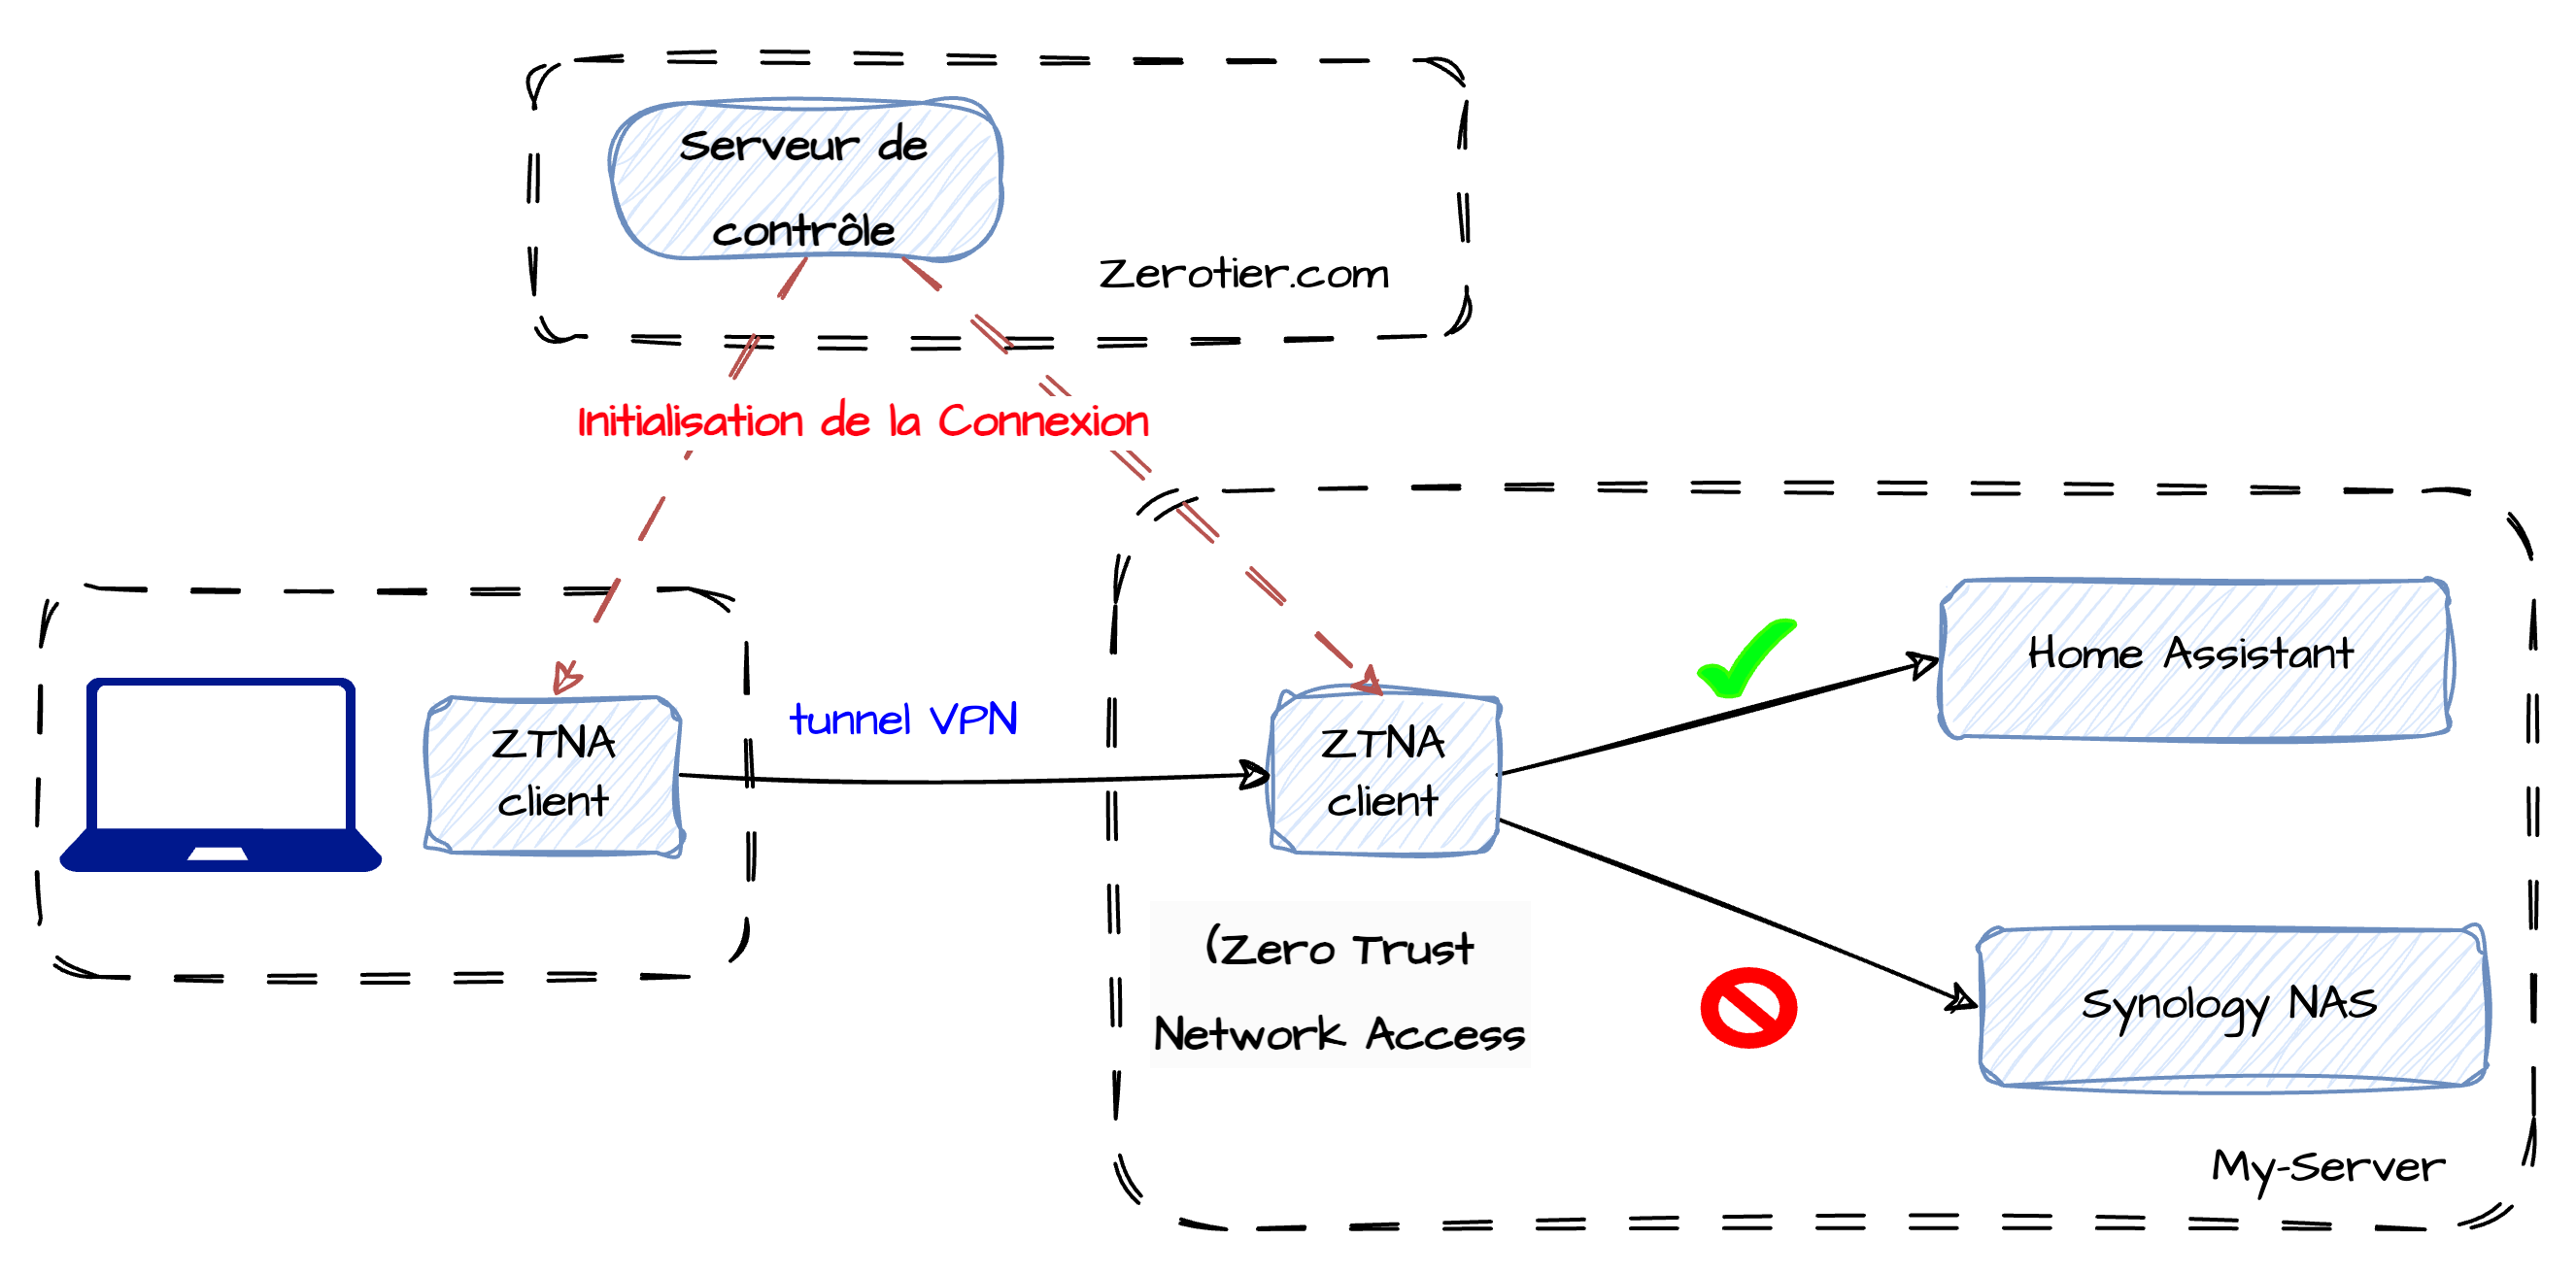 Serveur de
contrôle
Zerotier.com
Initialisation de la Connexion
ZTNA
client
tunnel VPN
ZTNA
client
Home Assistant
(Zero Trust
Network Access
Synology NAS
My-Server